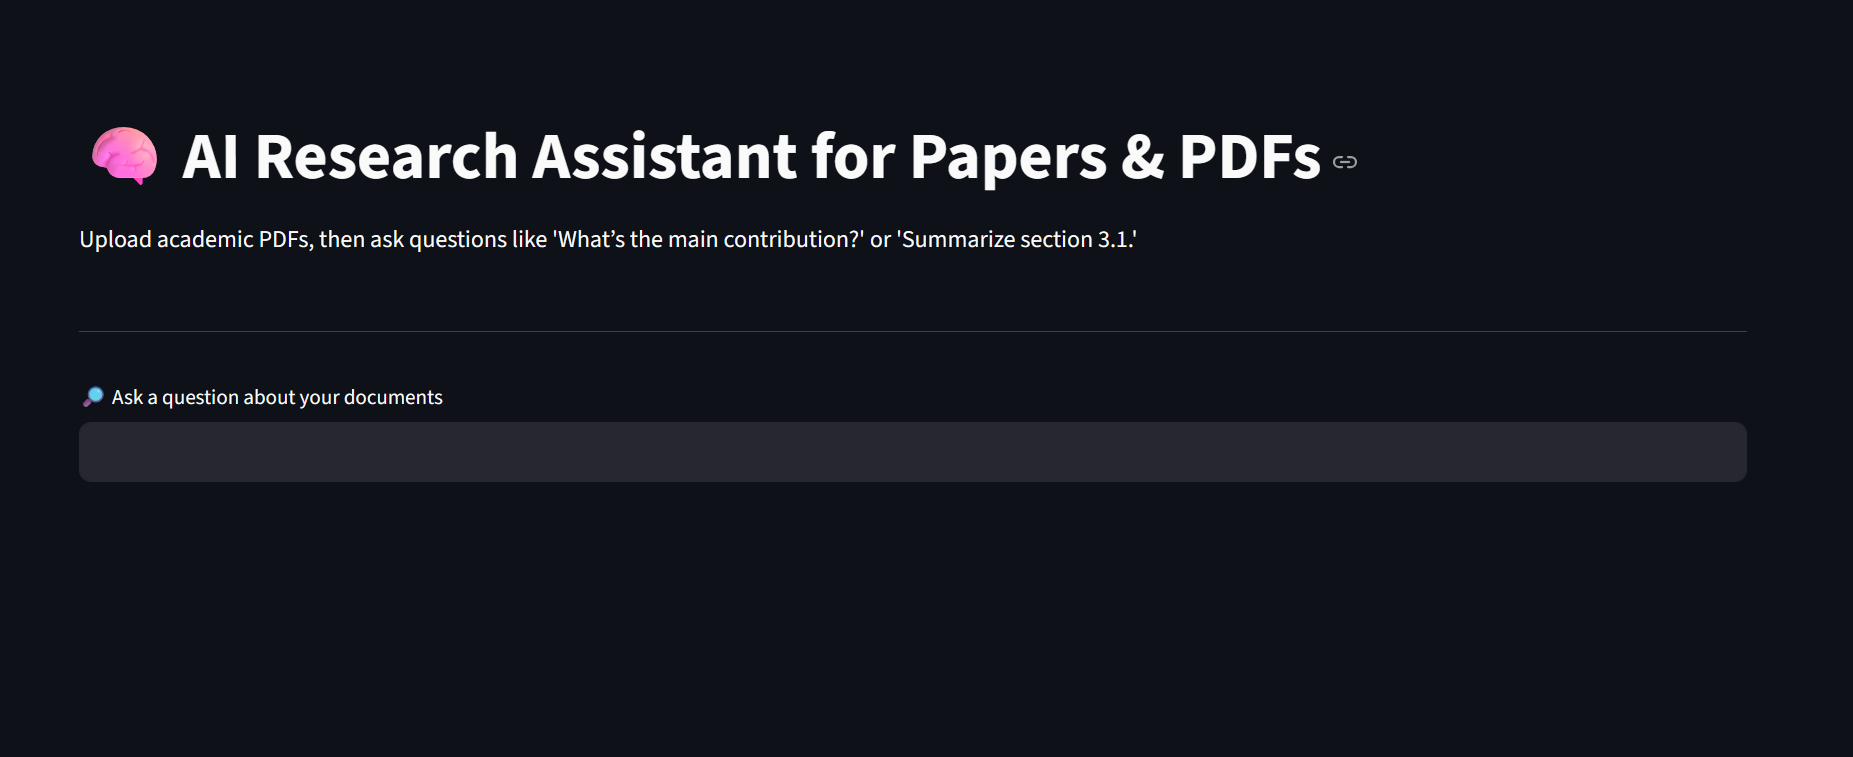 AI Research Assistant for Papers & PDFs
Upload academic PDFs, then ask questions like 'What’s the main contribution?' or 'Summarize section 3.1.'
Ask a question about your documents